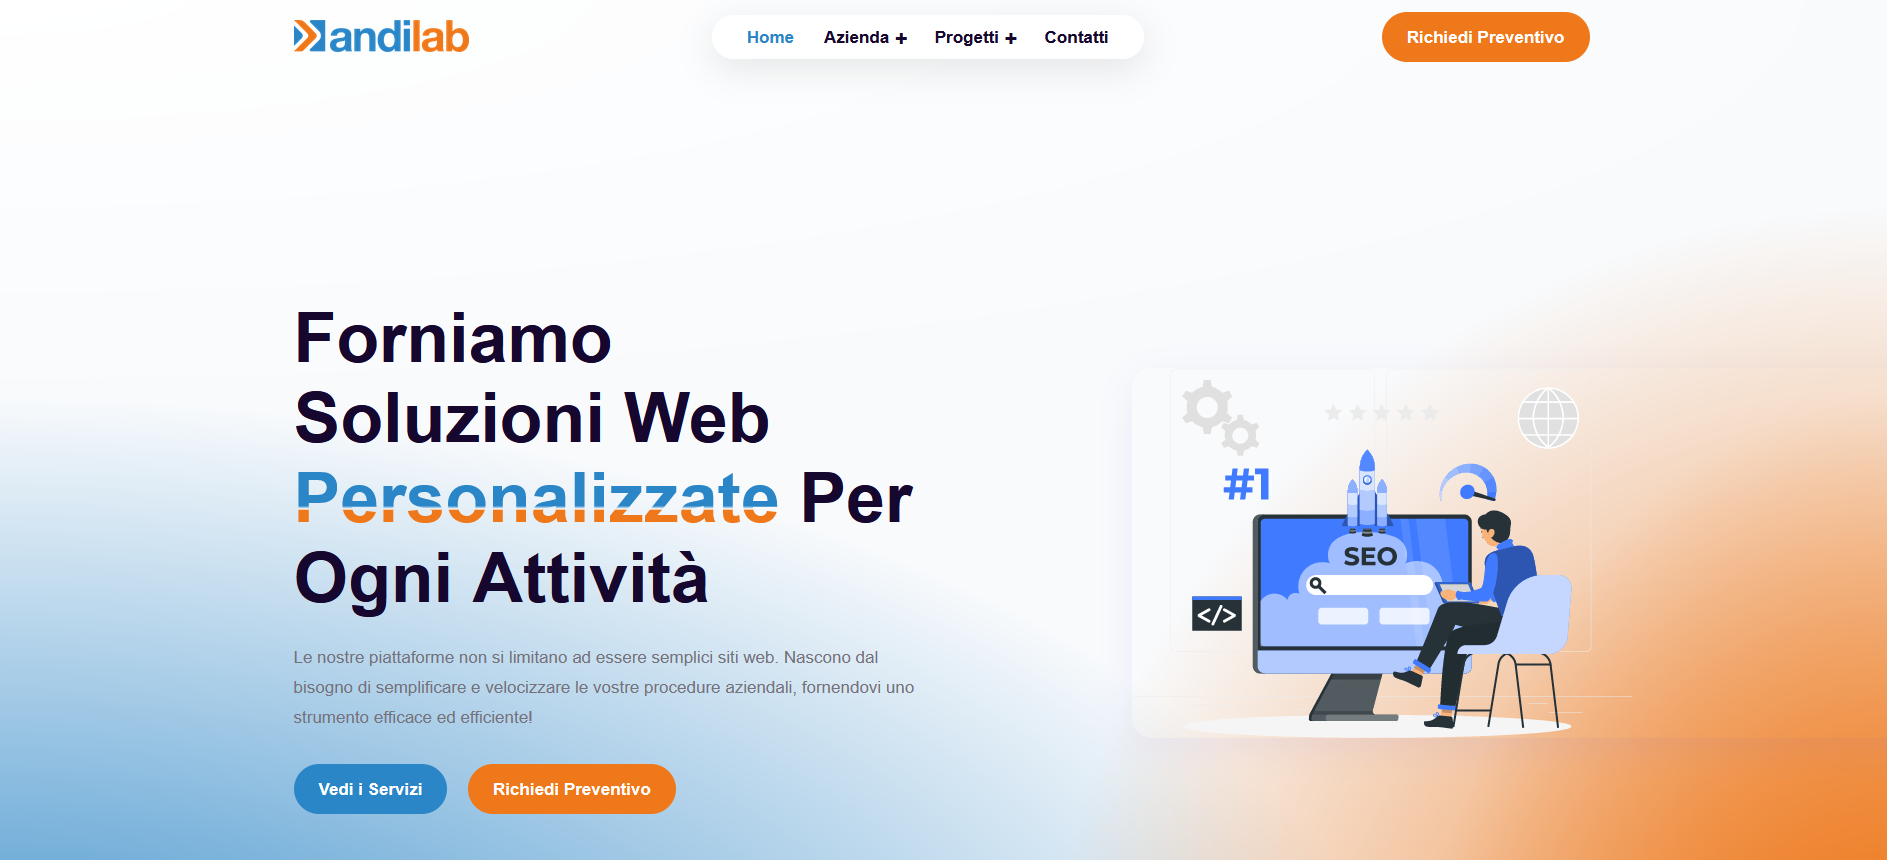 andilab
Home Azienda + Progetti + Contatti
Richiedi Preventivo
Forniamo
Soluzioni Web
Personalizzate Per
Ogni Attività
Le nostre piattaforme non si limitano ad essere semplici siti web. Nascono dal
bisogno di semplificare e velocizzare le vostre procedure aziendali, fornendovi uno
strumento efficace ed efficiente!
Vedi i Servizi
Richiedi Preventivo
#1
SEO
</>